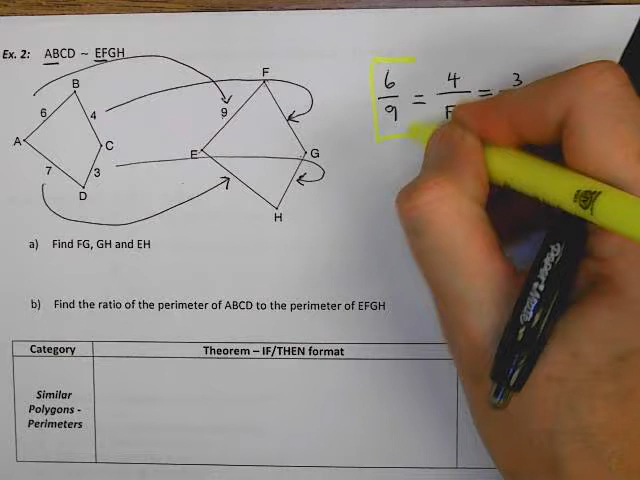 Ex. 2: ABCD ~ EFGH
B
6
4
A
C
7
3
D
F
9
E
G
H
6/9 = 4/F = 3
a) Find FG, GH and EH
b) Find the ratio of the perimeter of ABCD to the perimeter of EFGH
Category Theorem – IF/THEN format
Similar
Polygons -
Perimeters